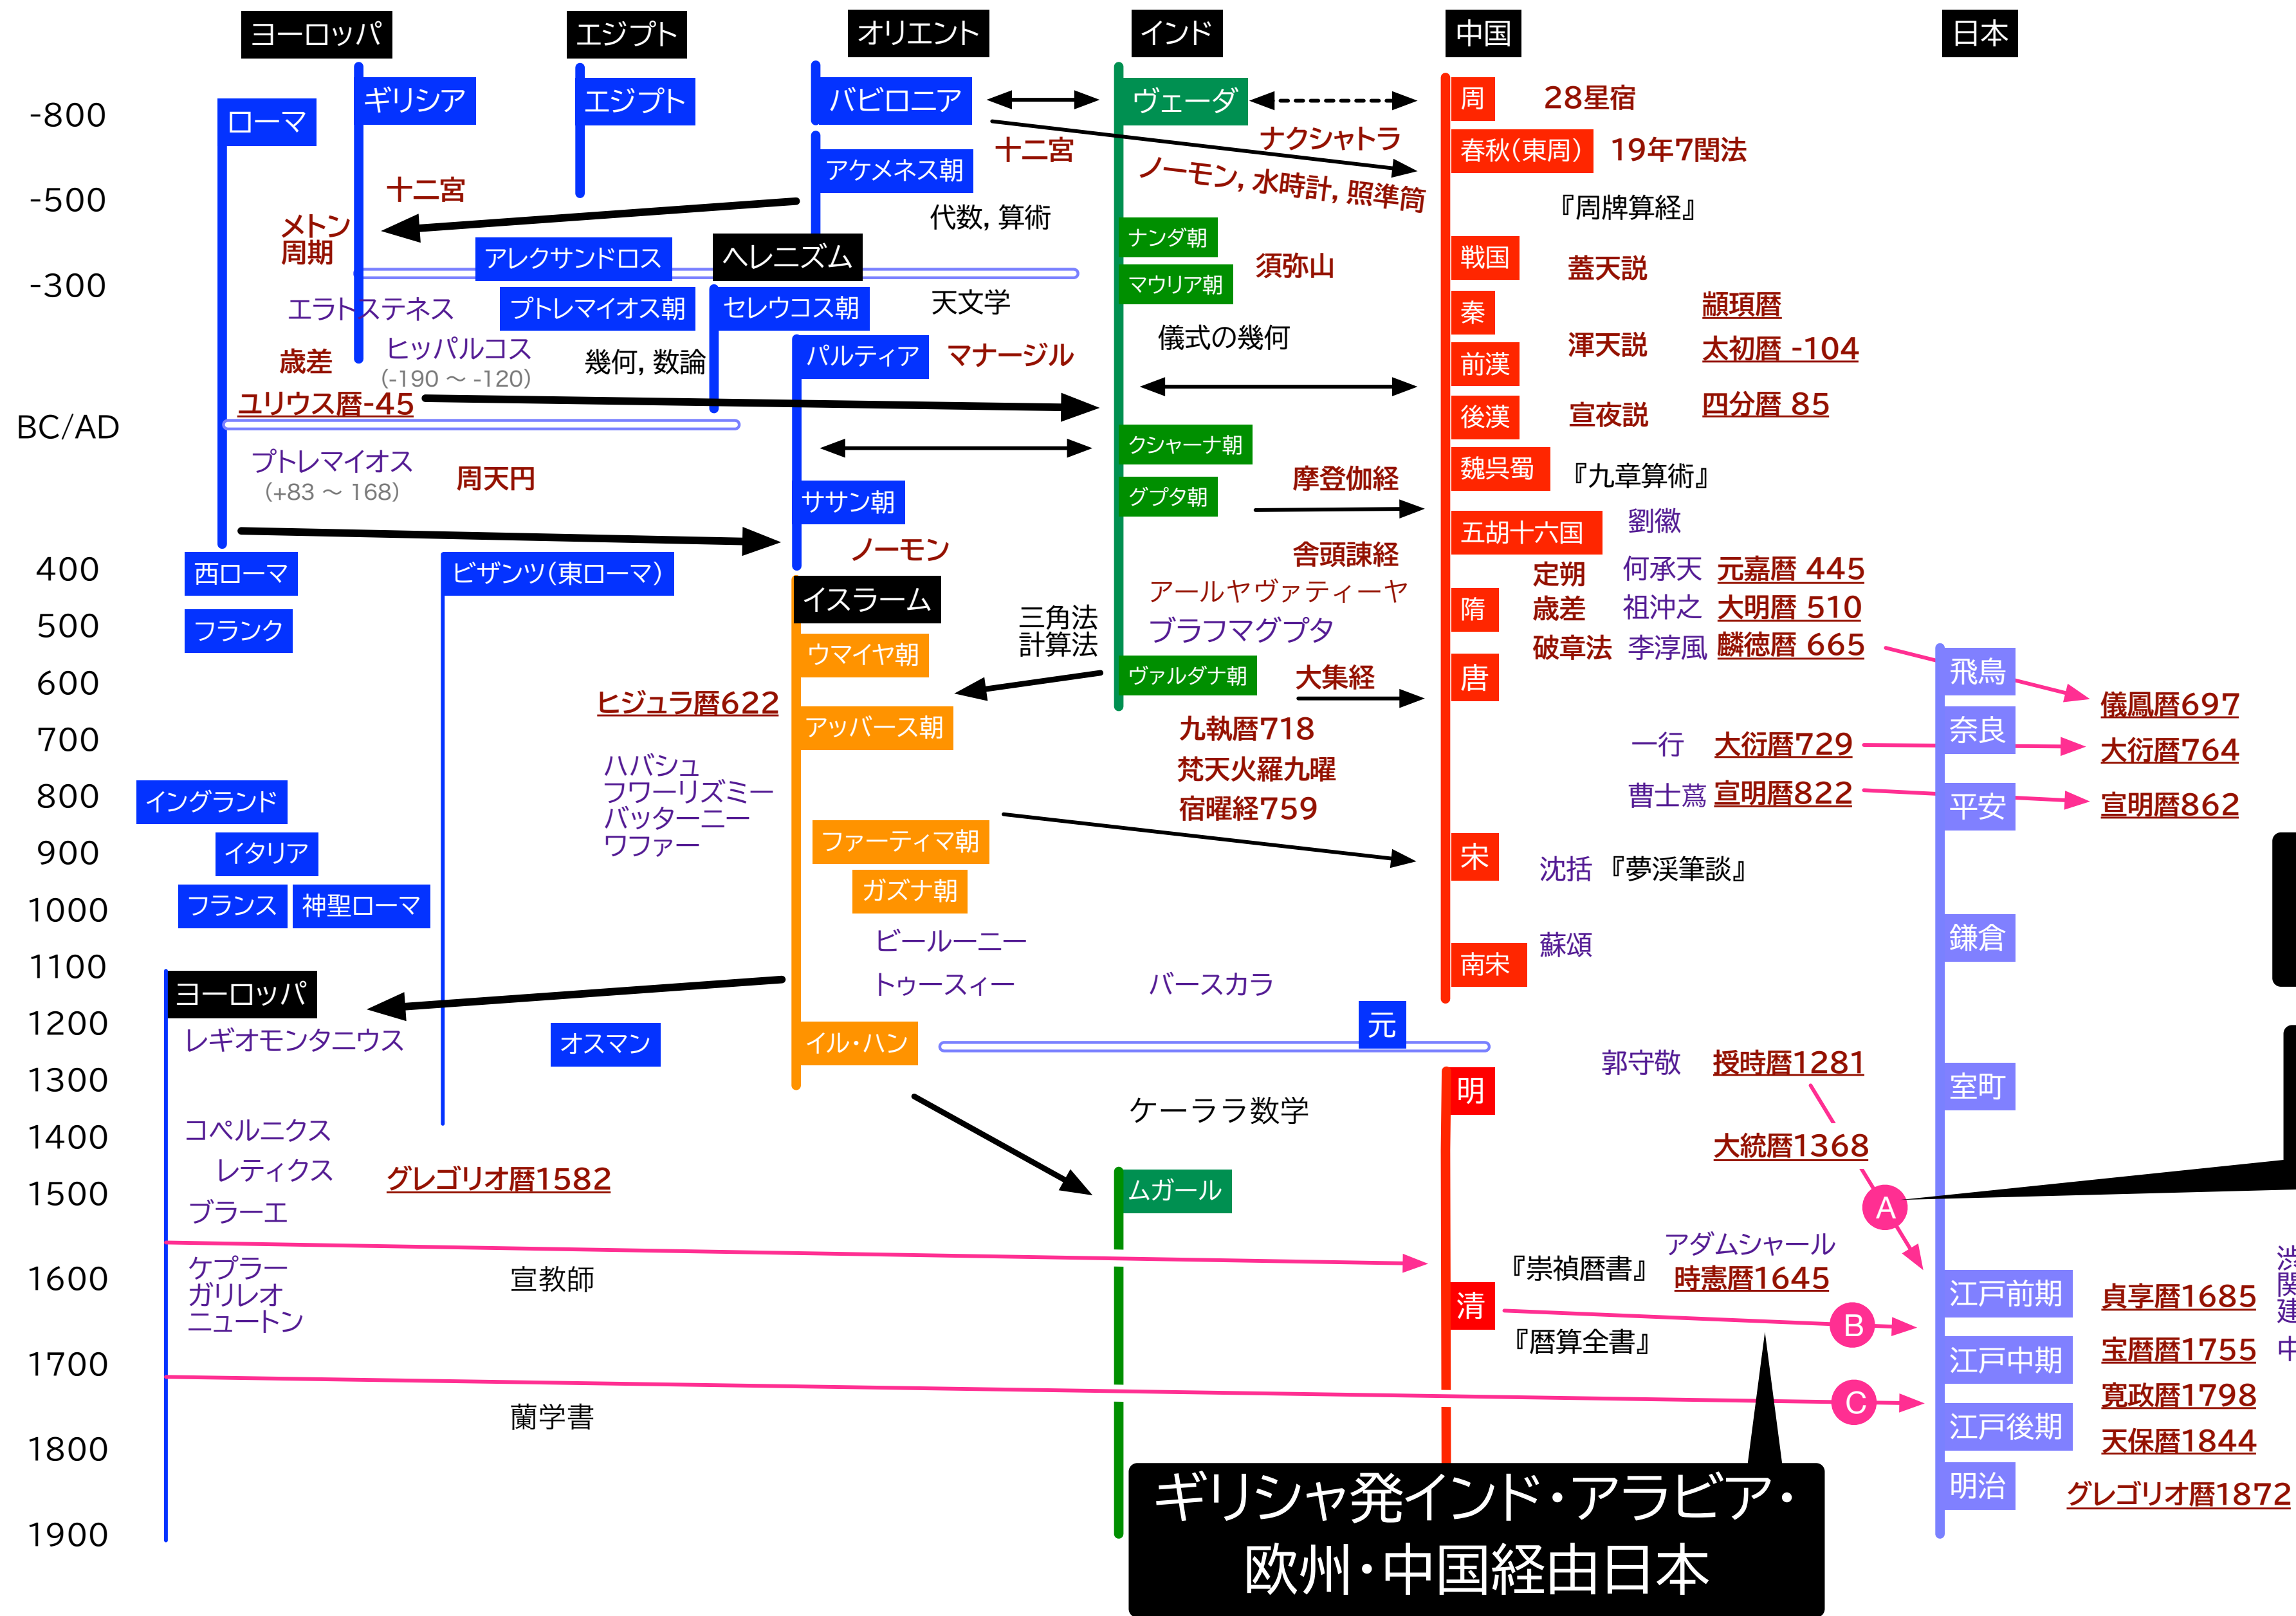 ヨーロッパ
エジプト
オリエント
インド
中国
日本
-800
-500
-300
BC/AD
400
500
600
700
800
900
1000
1100
1200
1300
1400
1500
1600
1700
1800
1900
ローマ
ギリシア
十二宮
メトン
周期
エラトステネス
歳差
ヒッパルコス
(-190 ～ -120)
ユリウス暦-45
プトレマイオス
(+83 ～ 168)
周天円
西ローマ
フランク
イングランド
イタリア
フランス
神聖ローマ
ヨーロッパ
レギオモンタニウス
コペルニクス
レティクス
ブラーエ
グレゴリオ暦1582
ケプラー
ガリレオ
ニュートン
宣教師
蘭学書
エジプト
アレクサンドロス
ヘレニズム
プトレマイオス朝
セレウコス朝
幾何, 数論
ビザンツ(東ローマ)
ヒジュラ暦622
ハバシュ
フワーリズミー
バッターニー
ワファー
オスマン
バビロニア
アケメネス朝
十二宮
代数, 算術
天文学
パルティア
マナージル
ササン朝
ノーモン
イスラーム
ウマイヤ朝
アッバース朝
三角法
計算法
ファーティマ朝
ガズナ朝
ビールーニー
トゥースィー
イル・ハン
ヴェーダ
ナクシャトラ
ノーモン, 水時計, 照準筒
ナンダ朝
マウリア朝
須弥山
儀式の幾何
クシャーナ朝
グプタ朝
摩登伽経
舎頭諫経
アールヤヴァティーヤ
ブラフマグプタ
ヴァルダナ朝
大集経
九執暦718
梵天火羅九曜
宿曜経759
バースカラ
ケーララ数学
ムガール
周
28星宿
春秋(東周)
19年7閏法
『周牌算経』
戦国
蓋天説
秦
顓頊暦
渾天説
太初暦 -104
前漢
後漢
宣夜説
四分暦 85
魏呉蜀
『九章算術』
五胡十六国
劉徽
定朔
何承天
元嘉暦 445
隋
歳差
祖沖之
大明暦 510
破章法
李淳風
麟徳暦 665
唐
一行
大衍暦729
曹士蔿
宣明暦822
宋
沈括
『夢渓筆談』
蘇頌
南宋
元
郭守敬
授時暦1281
明
大統暦1368
A
『崇禎暦書』
アダムシャール
時憲暦1645
清
『暦算全書』
B
C
飛鳥
儀鳳暦697
奈良
大衍暦764
平安
宣明暦862
鎌倉
室町
江戸前期
貞享暦1685
江戸中期
宝暦暦1755
寛政暦1798
江戸後期
天保暦1844
明治
グレゴリオ暦1872
ギリシャ発インド・アラビア・
欧州・中国経由日本